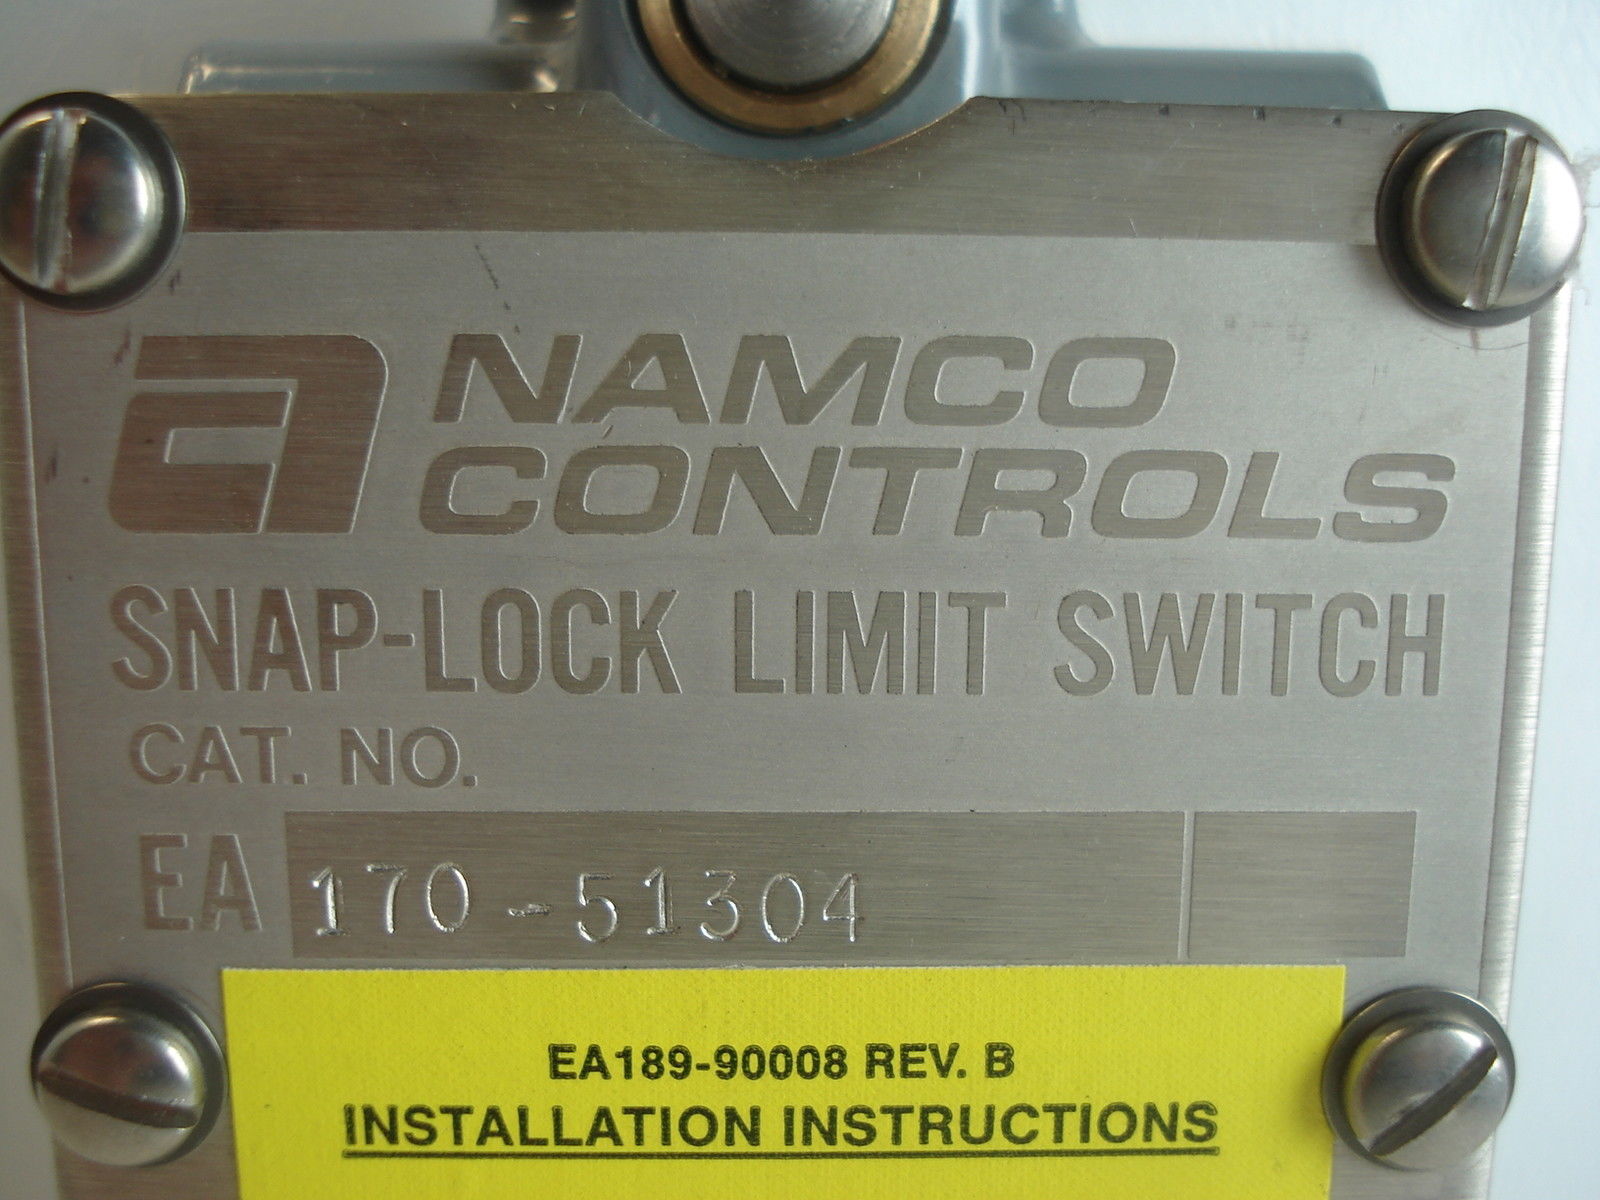 NAMCO
CONTROLS
SNAP-LOCK LIMIT SWITCH
CAT. NO.
EA 170-51304
EA189-90008 REV. B
INSTALLATION INSTRUCTIONS